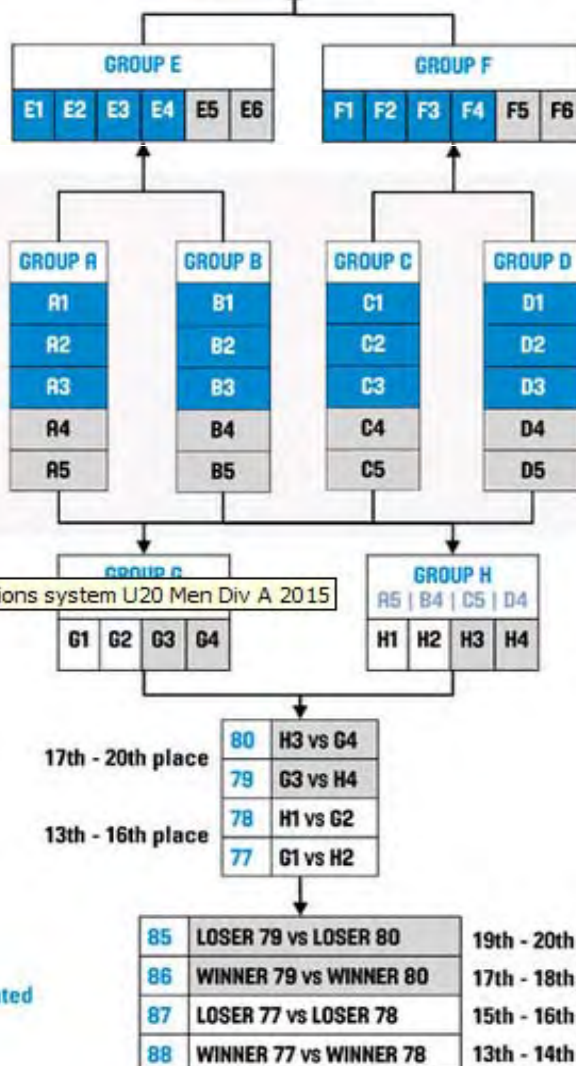 GROUP E
E1 E2 E3 E4 E5 E6
GROUP F
F1 F2 F3 F4 F5 F6
GROUP A
A1
A2
A3
A4
A5
GROUP B
B1
B2
B3
B4
B5
GROUP C
C1
C2
C3
C4
C5
GROUP D
D1
D2
D3
D4
D5
system U20 Men Div A 2015
G1 G2 G3 G4
GROUP H
A5 | B4 | C5 | D4
H1 H2 H3 H4
17th - 20th place
80 H3 vs G4
79 G3 vs H4
13th - 16th place
78 H1 vs G2
77 G1 vs H2
85 LOSER 79 vs LOSER 80 19th - 20th
86 WINNER 79 vs WINNER 80 17th - 18th
87 LOSER 77 vs LOSER 78 15th - 16th
88 WINNER 77 vs WINNER 78 13th - 14th